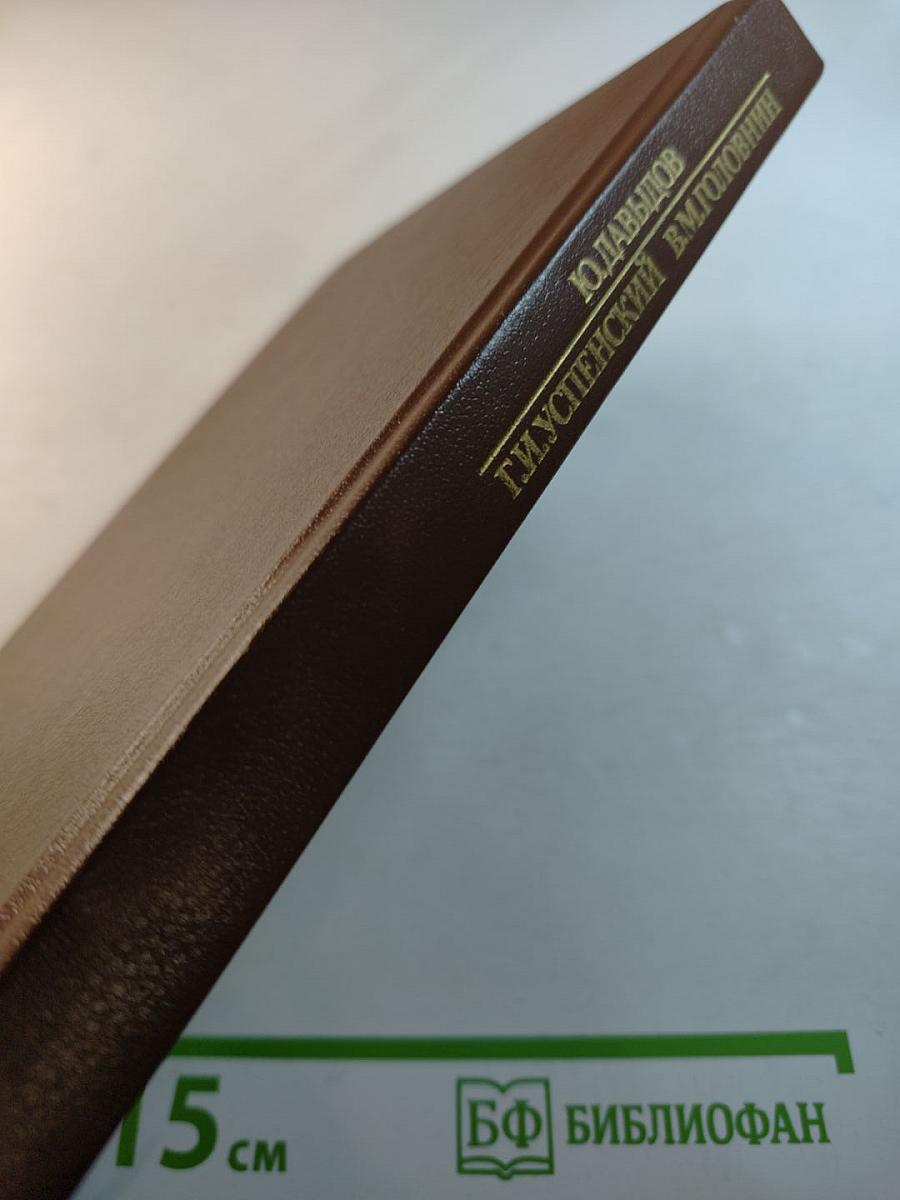 Ю.ДАВЫДОВ
Г.И.УСПЕНСКИЙ В.М.ГОЛОВНИН
15 см
БФ БИБЛИОФАН